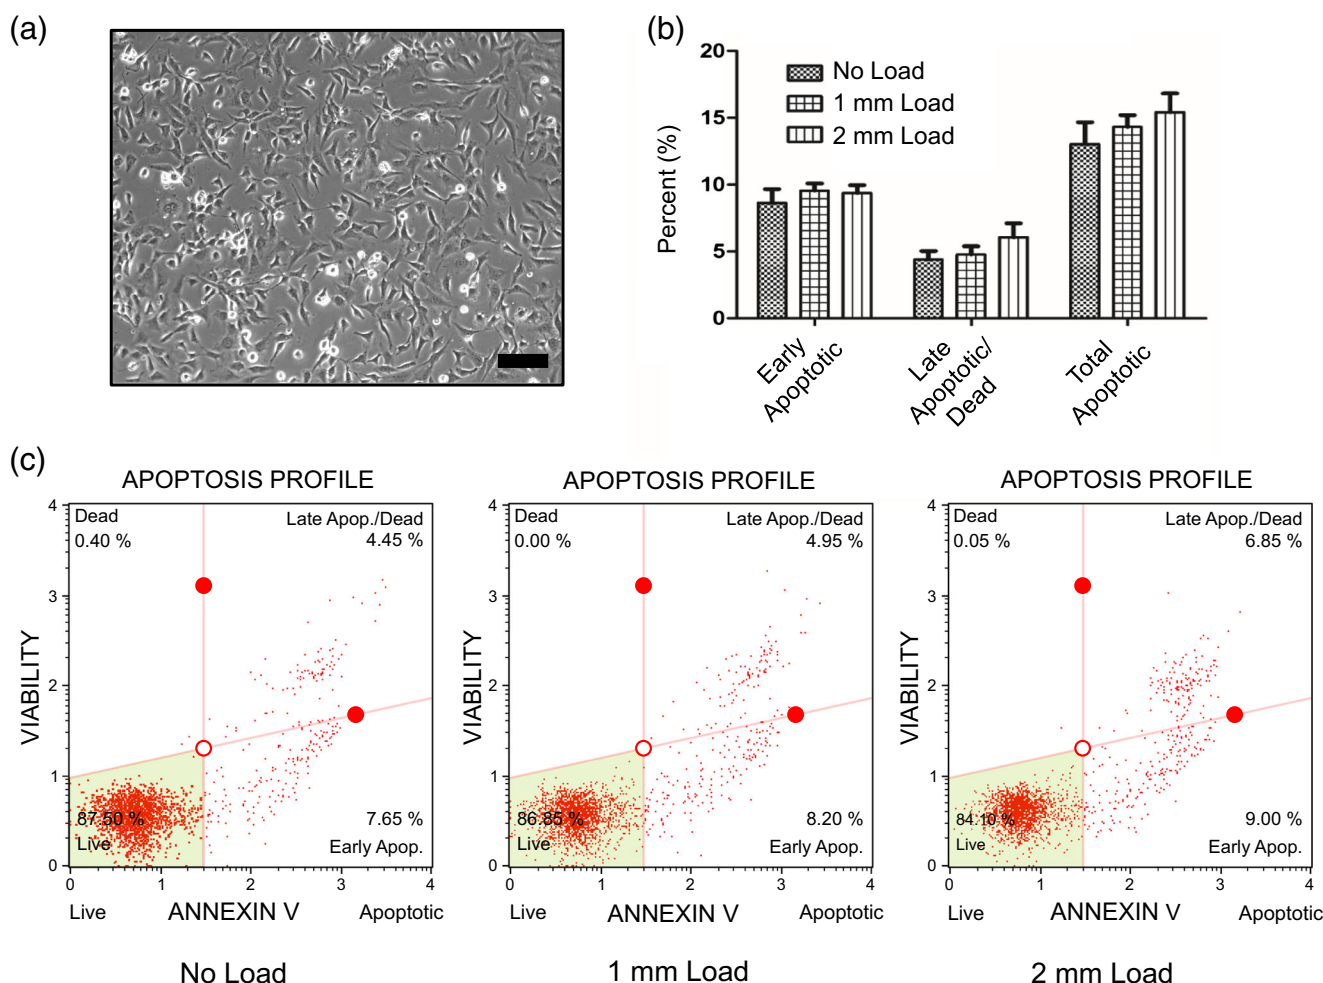 (a)
(b)
20
15
10
5
0
Percent (%)
No Load
1 mm Load
2 mm Load
Early
Apoptotic
Late
Apoptotic/
Dead
Total
Apoptotic
(c)
APOPTOSIS PROFILE
4
3
2
1
0
VIABILITY
Dead
0.40 %
Late Apop./Dead
4.45 %
87.50 %
Live
7.65 %
Early Apop.
0 1 2 3 4
Live ANNEXIN V Apoptotic
No Load
APOPTOSIS PROFILE
4
3
2
1
0
VIABILITY
Dead
0.00 %
Late Apop./Dead
4.95 %
86.85 %
Live
8.20 %
Early Apop.
0 1 2 3 4
Live ANNEXIN V Apoptotic
1 mm Load
APOPTOSIS PROFILE
4
3
2
1
0
VIABILITY
Dead
0.05 %
Late Apop./Dead
6.85 %
84.10 %
Live
9.00 %
Early Apop.
0 1 2 3 4
Live ANNEXIN V Apoptotic
2 mm Load